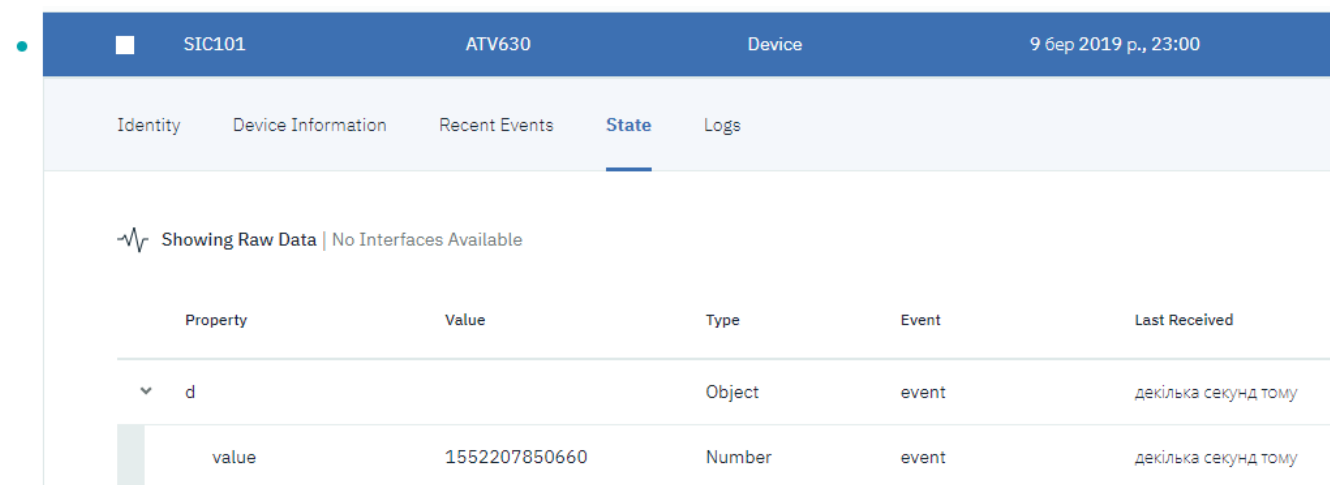 SIC101 ATV630 Device 9 бер 2019 р., 23:00
Identity Device Information Recent Events State Logs
Showing Raw Data | No Interfaces Available
Property Value Type Event Last Received
d Object event декілька секунд тому
value 1552207850660 Number event декілька секунд тому